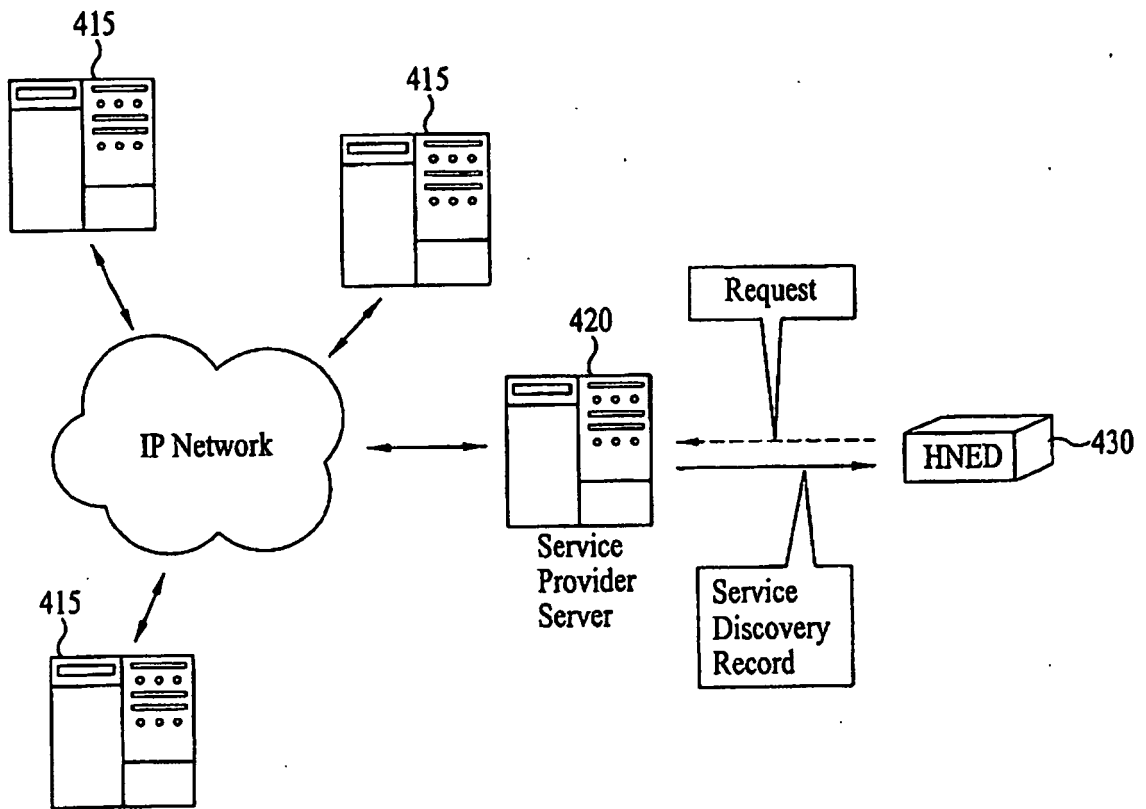 415
415
Request
420
IP Network
HNED
430
Service
Provider
Server
Service
Discovery
Record
415